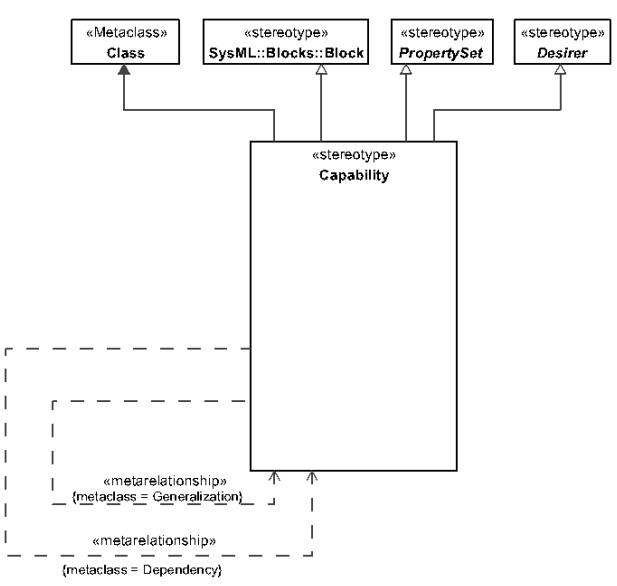 «Metaclass»
Class
«stereotype»
SysML::Blocks::Block
«stereotype»
PropertySet
«stereotype»
Desirer
«stereotype»
Capability
«metarelationship»
{metaclass = Generalization}
«metarelationship»
{metaclass = Dependency}